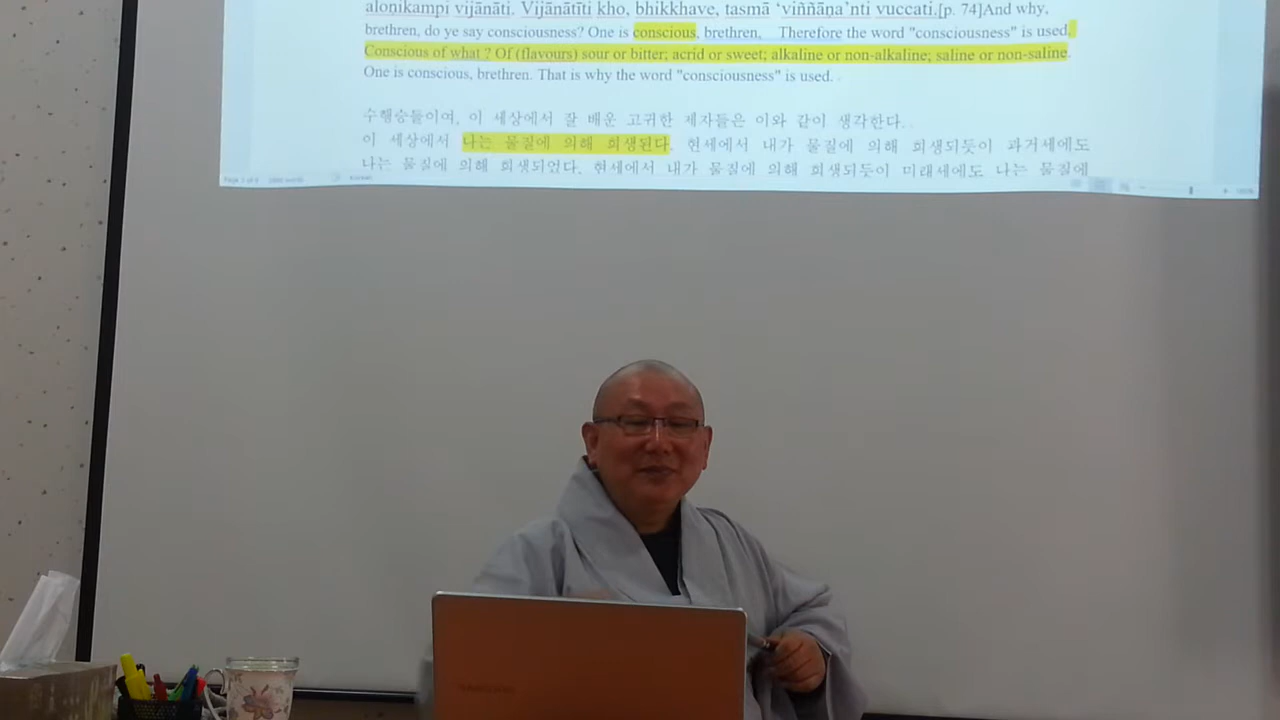 alonikampi vijānāti. Vijānātīti kho, bhikkhave, tasmā ‘viññāṇa’nti vuccati.[p. 74]And why,
brethren, do ye say consciousness? One is conscious, brethren. Therefore the word "consciousness" is used.
Conscious of what ? Of (flavours) sour or bitter; acrid or sweet; alkaline or non-alkaline; saline or non-saline.
One is conscious, brethren. That is why the word "consciousness" is used.
수행승들이여, 이 세상에서 잘 배운 고귀한 제자들은 이와 같이 생각한다.
이 세상에서 나는 물질에 의해 희생된다. 현세에서 내가 물질에 의해 희생되듯이 과거세에도
나는 물질에 의해 희생되었다. 현세에서 내가 물질에 의해 희생되듯이 미래세에도 나는 물질에